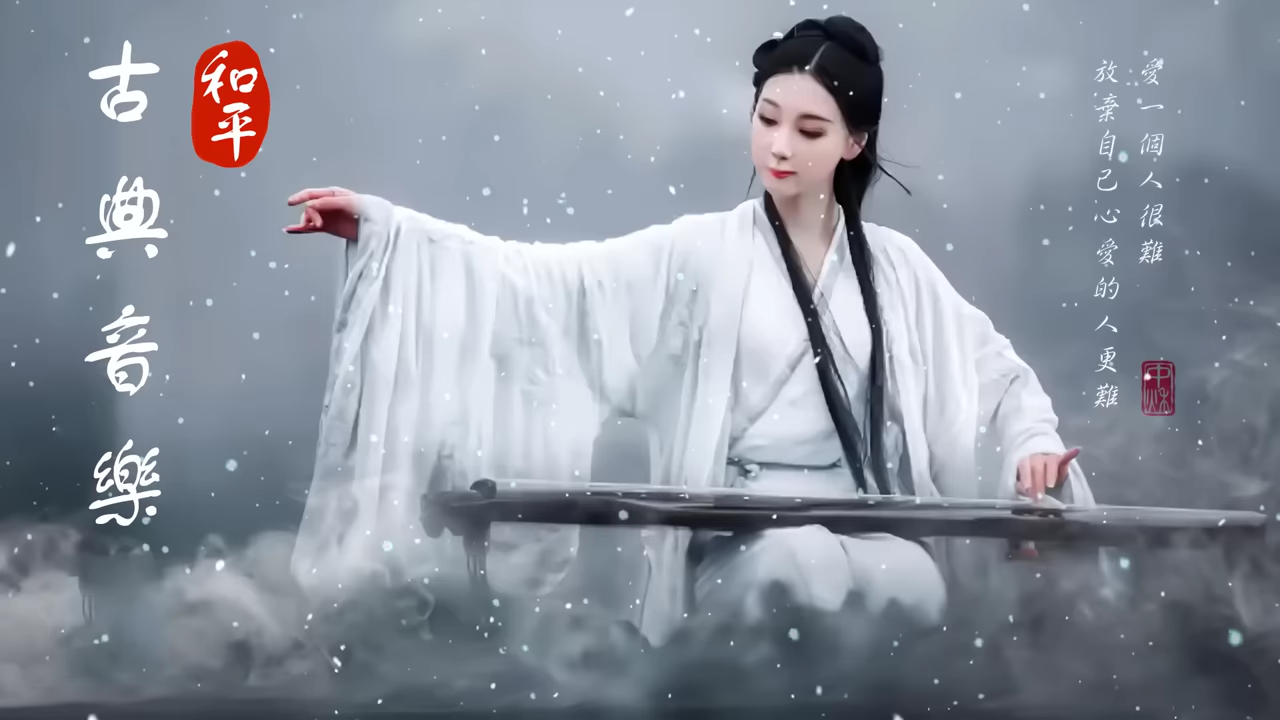 古典音樂
和平
愛一個人很難
放棄自己心愛的人更難